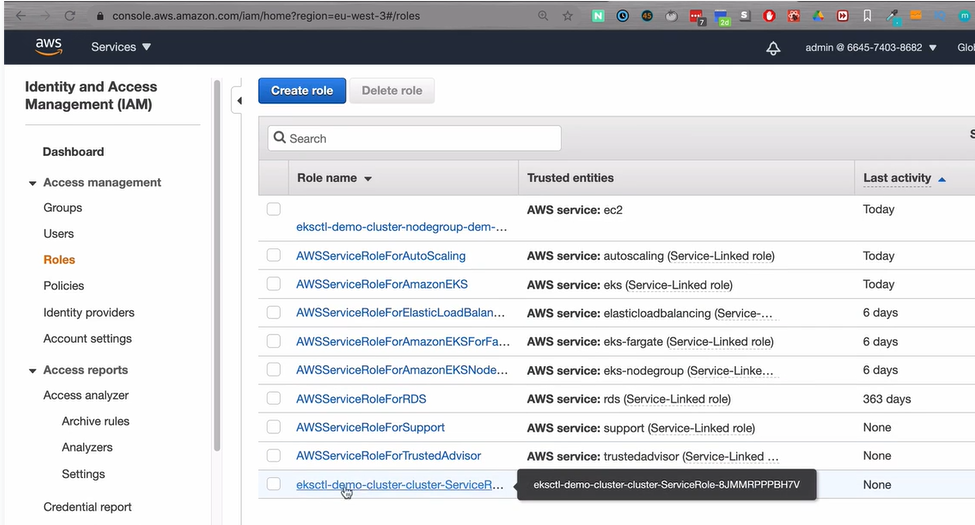 console.aws.amazon.com/iam/home?region=eu-west-3#/roles
45
7
2d
S
N
m
aws
Services
admin @ 6645-7403-8682
Glo
Identity and Access
Management (IAM)
Dashboard
Access management
Groups
Users
Roles
Policies
Identity providers
Account settings
Access reports
Access analyzer
Archive rules
Analyzers
Settings
Credential report
Create role
Delete role
Search
S
Role name
Trusted entities
Last activity
eksctl-demo-cluster-nodegroup-dem-...
AWS service: ec2
Today
AWSServiceRoleForAutoScaling
AWS service: autoscaling (Service-Linked role)
Today
AWSServiceRoleForAmazonEKS
AWS service: eks (Service-Linked role)
Today
AWSServiceRoleForElasticLoadBalan...
AWS service: elasticloadbalancing (Service-...
6 days
AWSServiceRoleForAmazonEKSForFa...
AWS service: eks-fargate (Service-Linked role)
6 days
AWSServiceRoleForAmazonEKSNode...
AWS service: eks-nodegroup (Service-Linke...
6 days
AWSServiceRoleForRDS
AWS service: rds (Service-Linked role)
363 days
AWSServiceRoleForSupport
AWS service: support (Service-Linked role)
None
AWSServiceRoleForTrustedAdvisor
AWS service: trustedadvisor (Service-Linked ...
None
eksctl-demo-cluster-cluster-ServiceR...
eksctl-demo-cluster-cluster-ServiceRole-8JMMRPPPBH7V
None